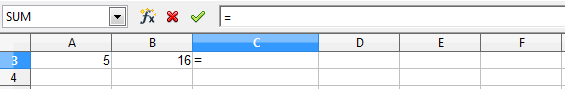 SUM =
A B C D E F
3 5 16 =
4